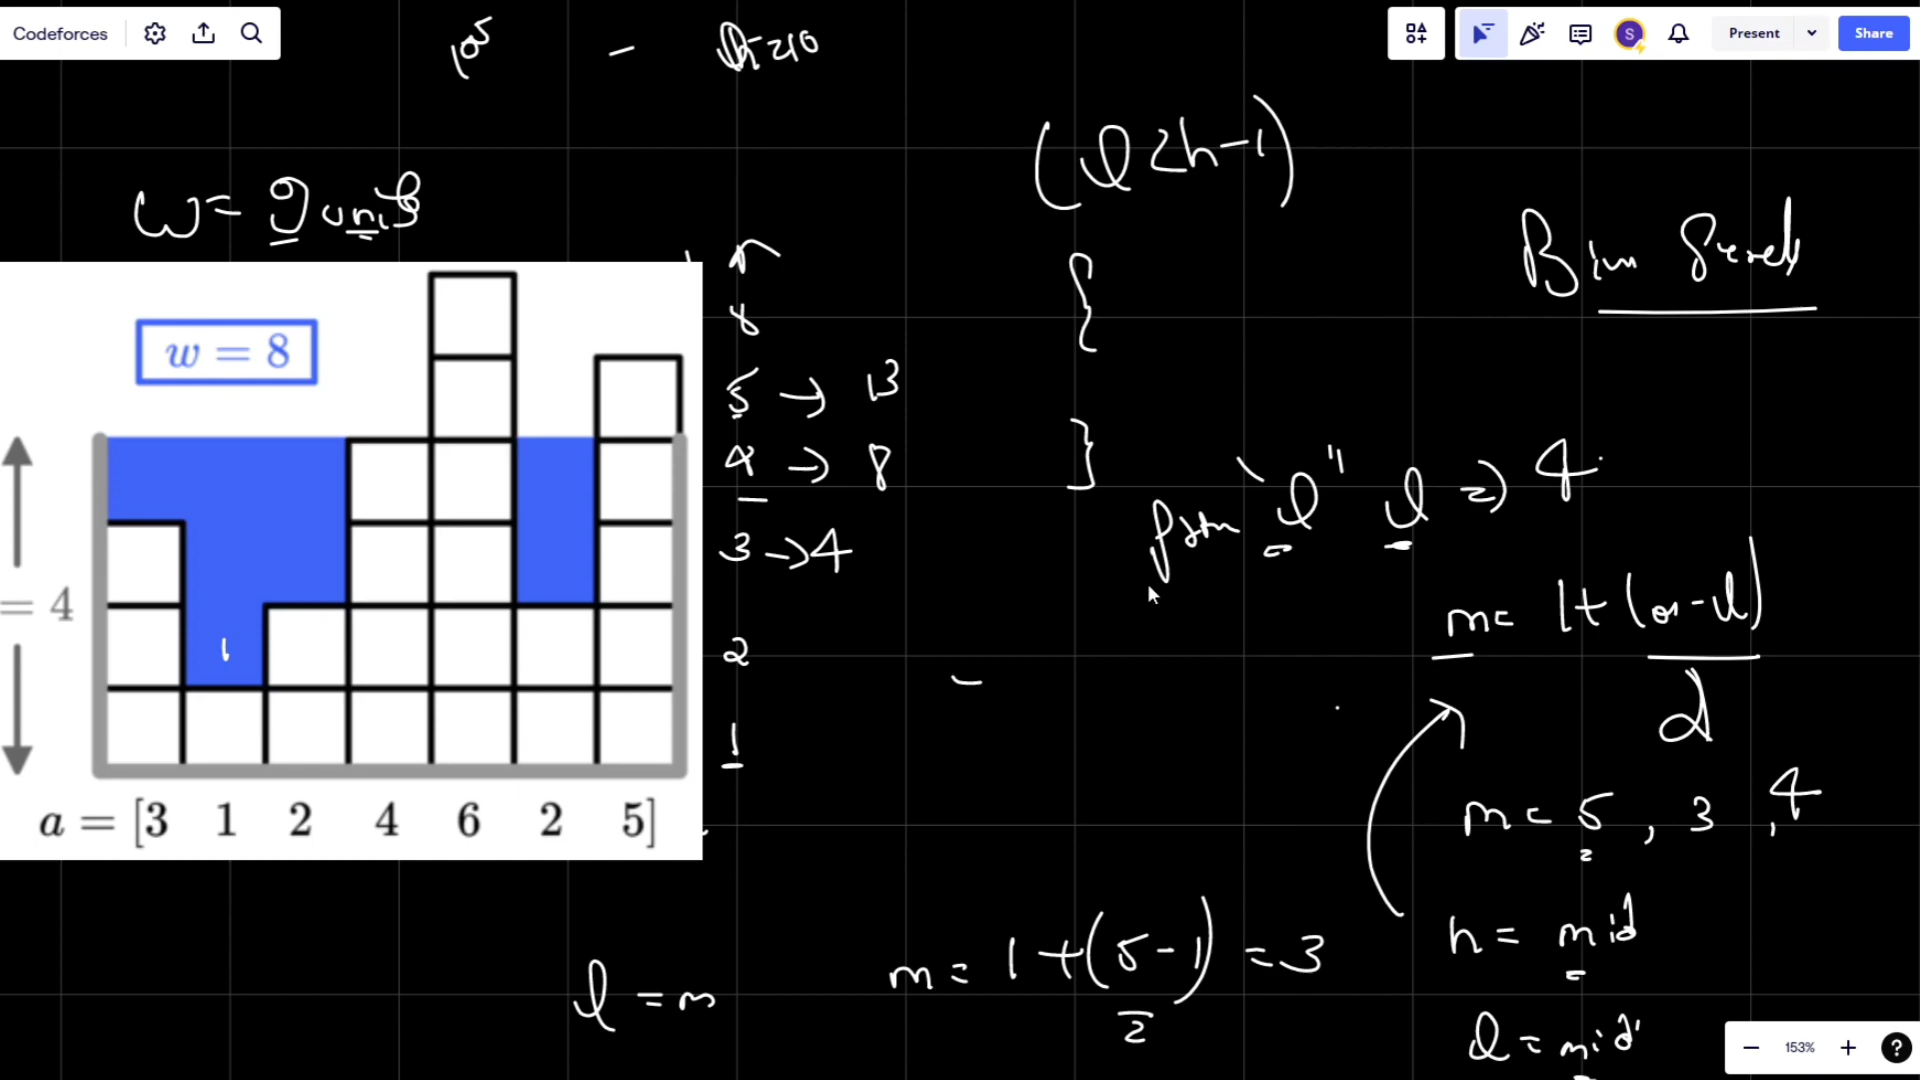 Codeforces
Present
Share
10^5
-
w = 9 units
w = 8
= 4
a = [3 1 2 4 6 2 5]
1
r
8
5 → 13
4 → 8
3 → 4
2
1
(l < h-1)
{
}
Bin Search
"l" l => 4
m = 1 + (r-l)
2
m = 5, 3, 4
h = mid
l = mid
l = m
m = 1 + (5-1) = 3
2
153%